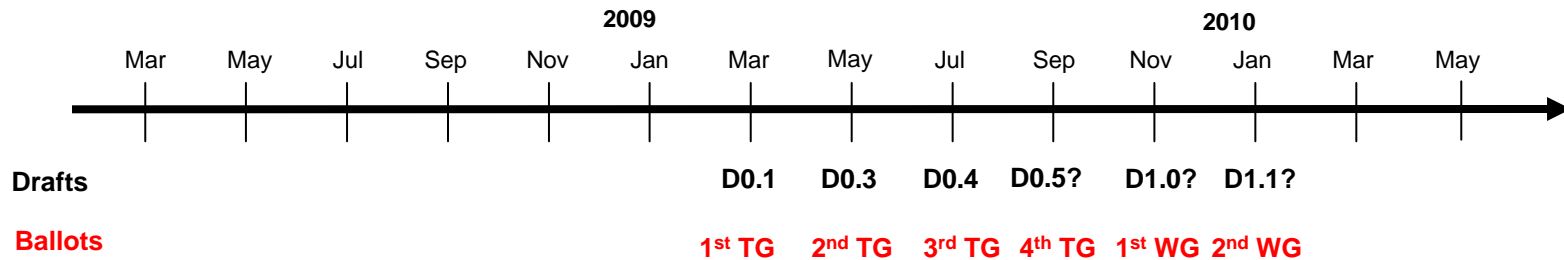 2009 2010
Mar May Jul Sep Nov Jan Mar May Jul Sep Nov Jan Mar May
Drafts D0.1 D0.3 D0.4 D0.5? D1.0? D1.1?
Ballots 1st TG 2nd TG 3rd TG 4th TG 1st WG 2nd WG